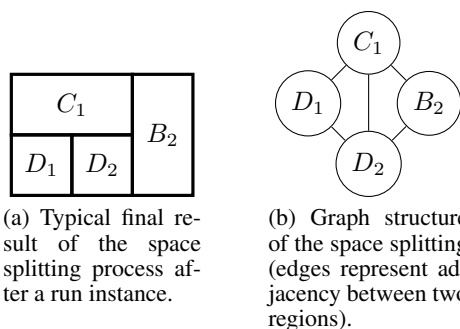 C1
D1 D2 B2
(a) Typical final re-
sult of the space
splitting process af-
ter a run instance.
C1
D1 B2
D2
(b) Graph structure
of the space splitting
(edges represent ad-
jacency between two
regions).